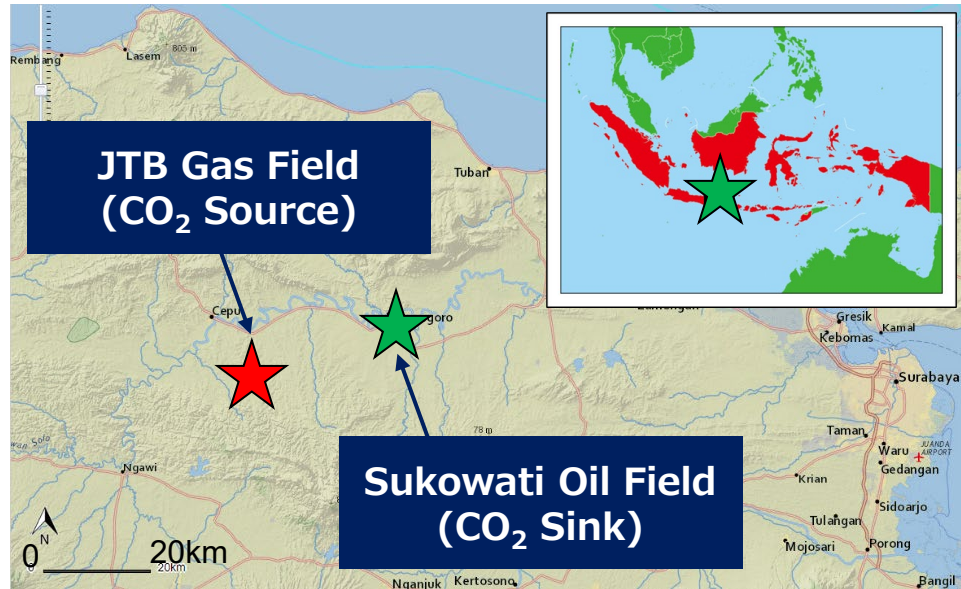 Rembang
Lasem
805 m
JTB Gas Field
(CO₂ Source)
Tuban
Cepu
goro
Gresik
Kebomas
Kamal
Surabaya
Taman
JUANDA
AIRPORT
Waru
Gedangan
78 m
Sukowati Oil Field
(CO₂ Sink)
wan Solo
Ngawi
Krian
Sidoarjo
Tulangan
Mojosari
Porong
N
0
20km
20km
Nganjuk
Kertosono
Bangil